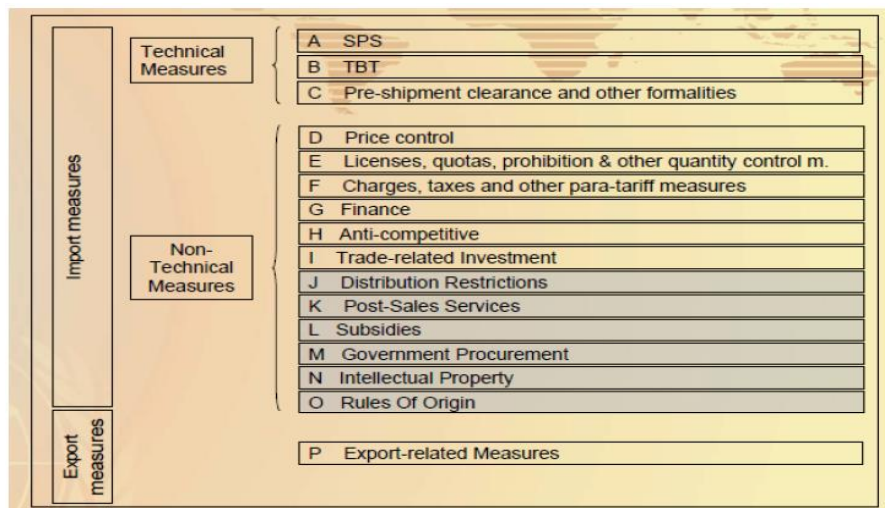 Import measures
Technical
Measures
A SPS
B TBT
C Pre-shipment clearance and other formalities
Non-
Technical
Measures
D Price control
E Licenses, quotas, prohibition & other quantity control m.
F Charges, taxes and other para-tariff measures
G Finance
H Anti-competitive
I Trade-related Investment
J Distribution Restrictions
K Post-Sales Services
L Subsidies
M Government Procurement
N Intellectual Property
O Rules Of Origin
Export
measures
P Export-related Measures